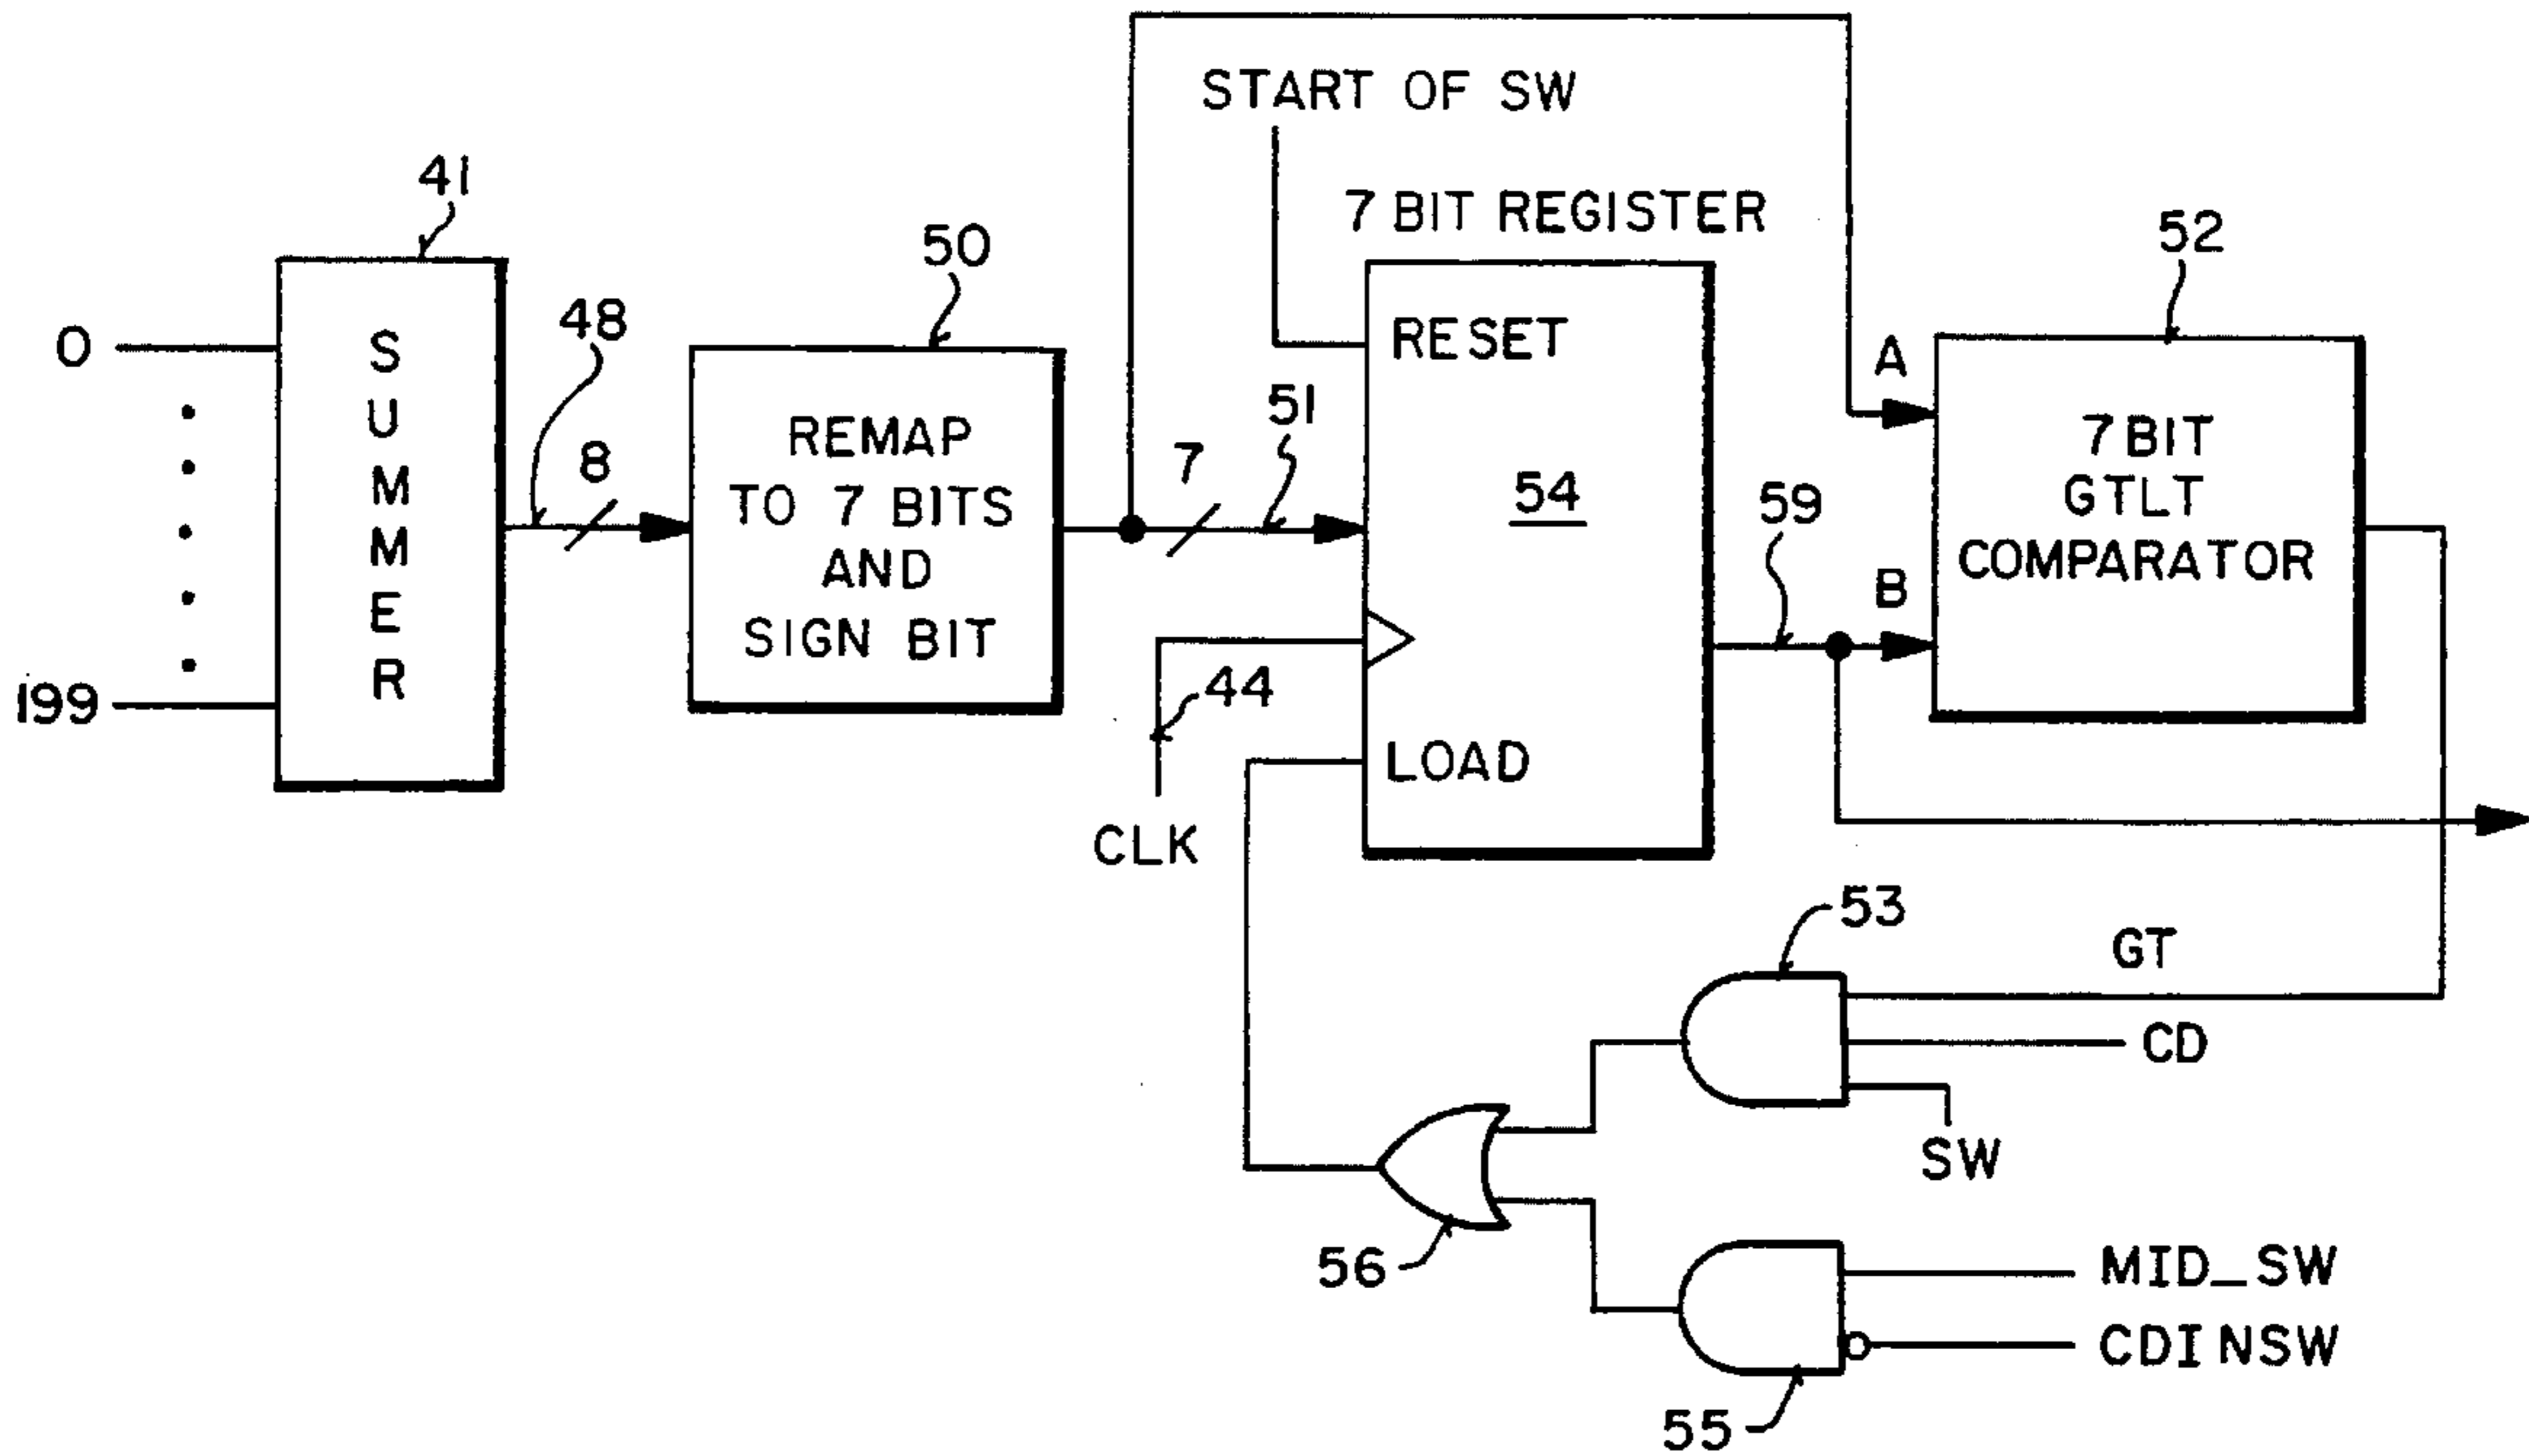 START OF SW
7 BIT REGISTER
41
50
52
48
0
199
SUMMER
8
REMAP
TO 7 BITS
AND
SIGN BIT
7
51
RESET
54
LOAD
44
CLK
59
A
B
7 BIT
GTLT
COMPARATOR
53
GT
CD
SW
56
MID_SW
CDINSW
55